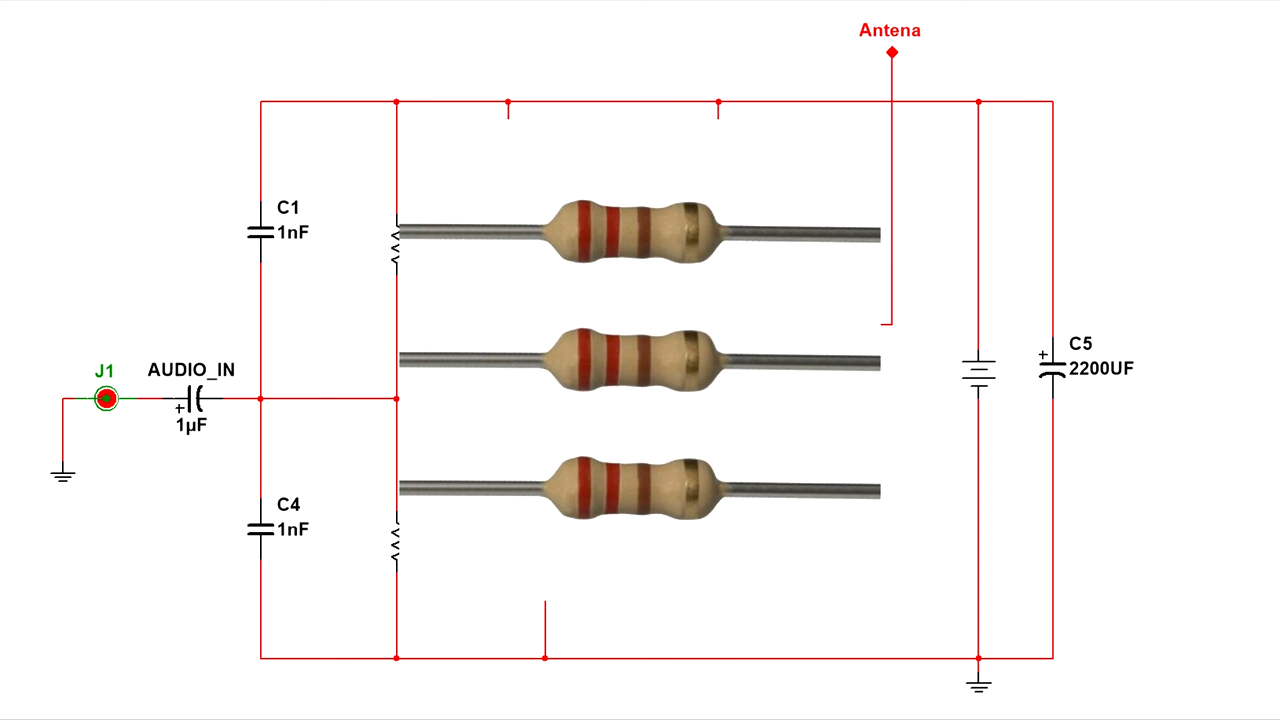 Antena
C1
1nF
J1
AUDIO_IN
+
1µF
C5
+
2200UF
C4
1nF